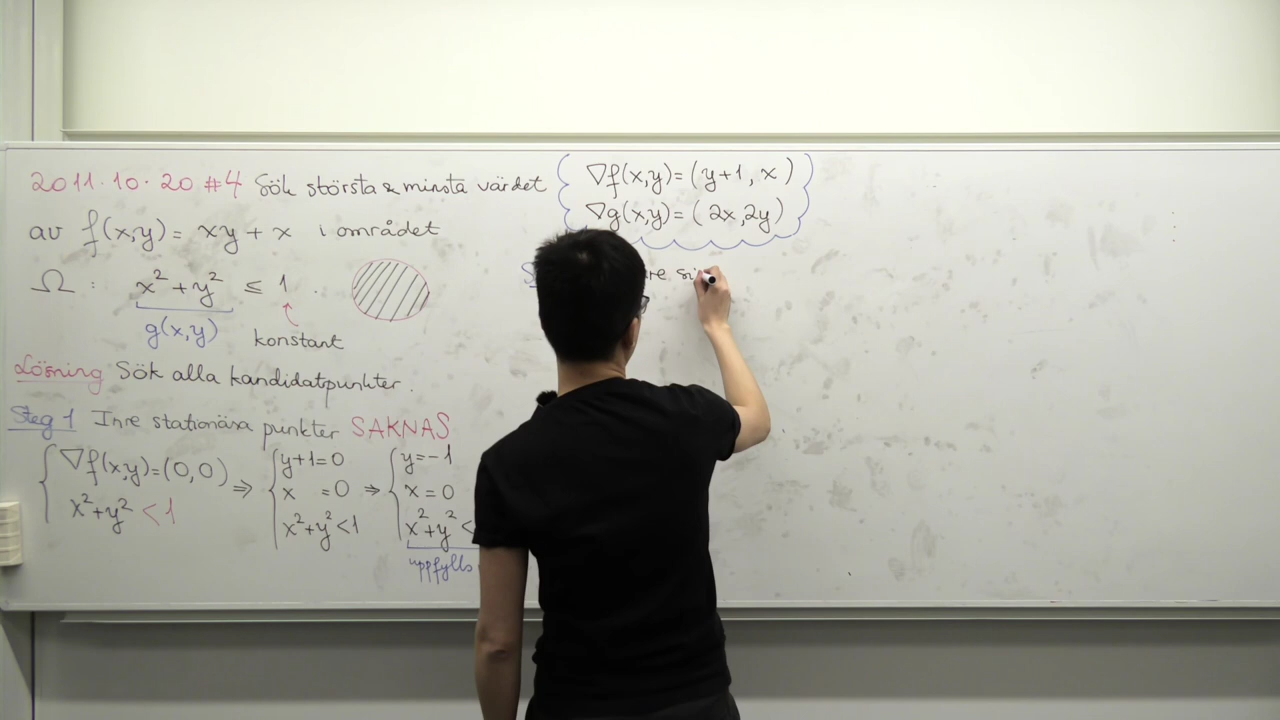 2011.10.20 #4 Sök största & minsta värdet
av f(x,y) = xy + x i området
Ω : x² + y² ≤ 1 .
g(x,y)
konstant
Lösning Sök alla kandidatpunkter.
Steg 1 Inre stationära punkter SAKNAS
{ ∇f(x,y)=(0,0) ⇒ { y+1=0 ⇒ { y=-1
x²+y² < 1
x =0
x = 0
x²+y²<1
x²+y² <
uppfylls
∇f(x,y) = (y+1, x)
∇g(x,y) = (2x, 2y)